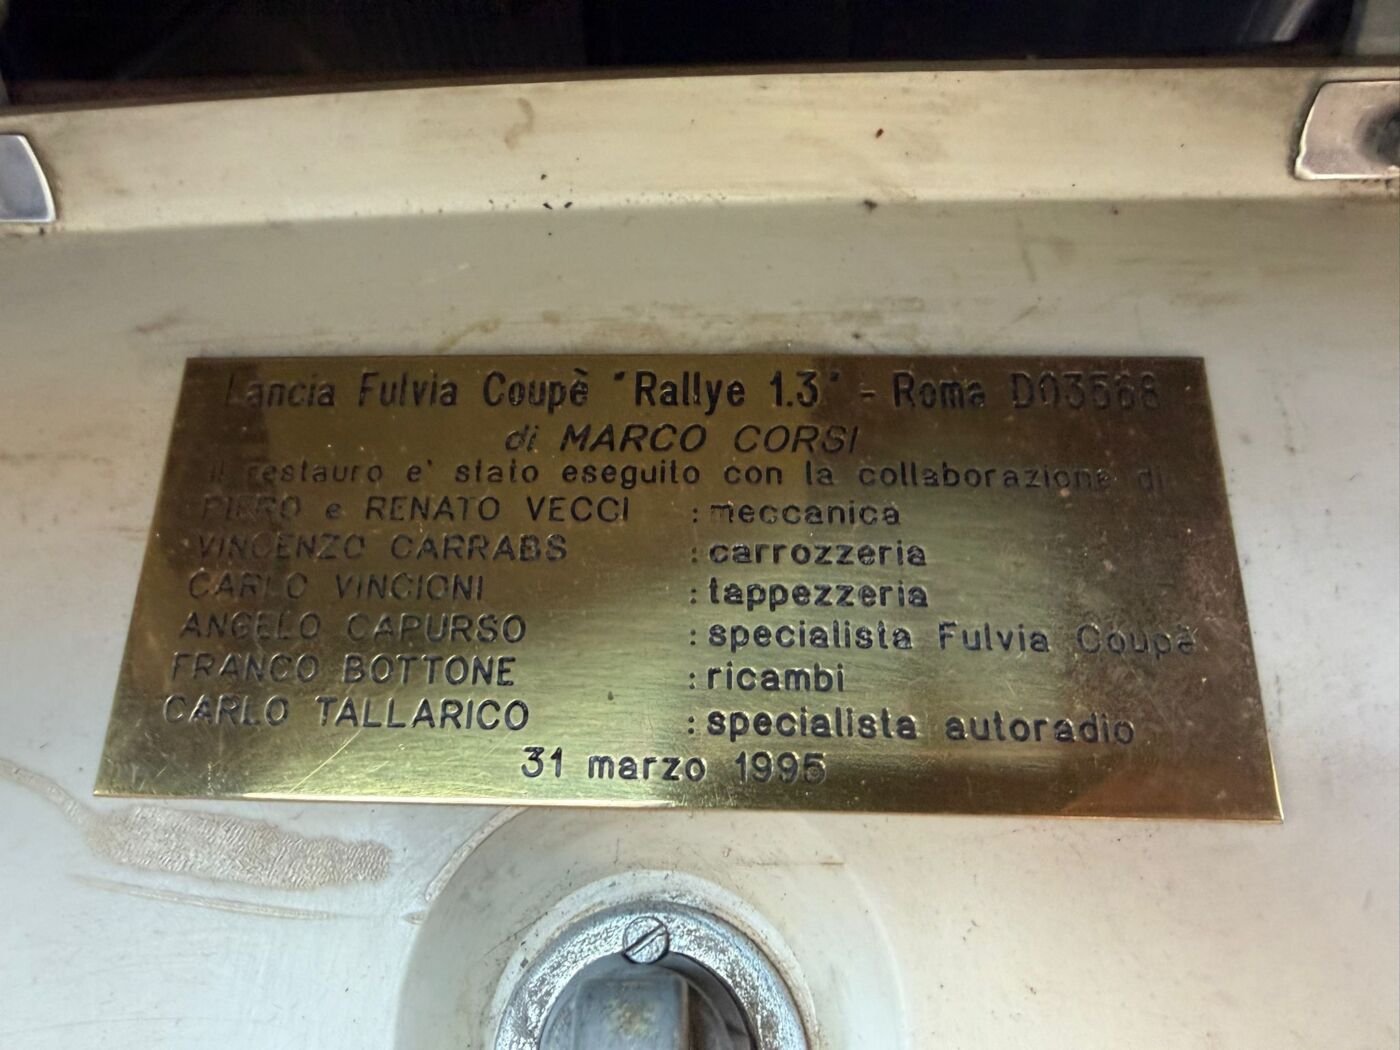 Lancia Fulvia Coupè "Rallye 1.3" - Roma D03568
di MARCO CORSI
il restauro e' stato eseguito con la collaborazione di
PIERO e RENATO VECCI : meccanica
VINCENZO CARRABS : carrozzeria
CARLO VINCIONI : tappezzeria
ANGELO CAPURSO : specialista Fulvia Coupè
FRANCO BOTTONE : ricambi
CARLO TALLARICO : specialista autoradio
31 marzo 1995